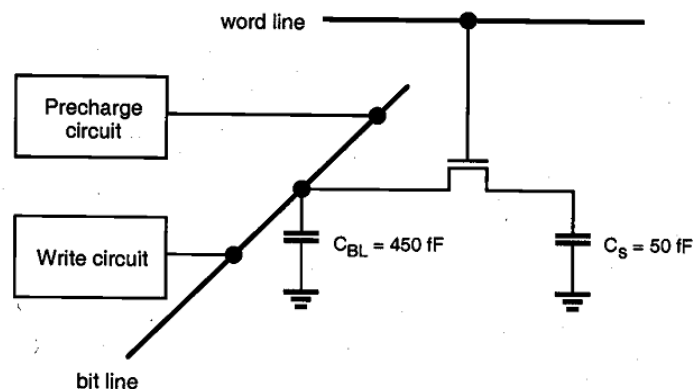 word line
Precharge
circuit
Write circuit
C_BL = 450 fF
C_S = 50 fF
bit line